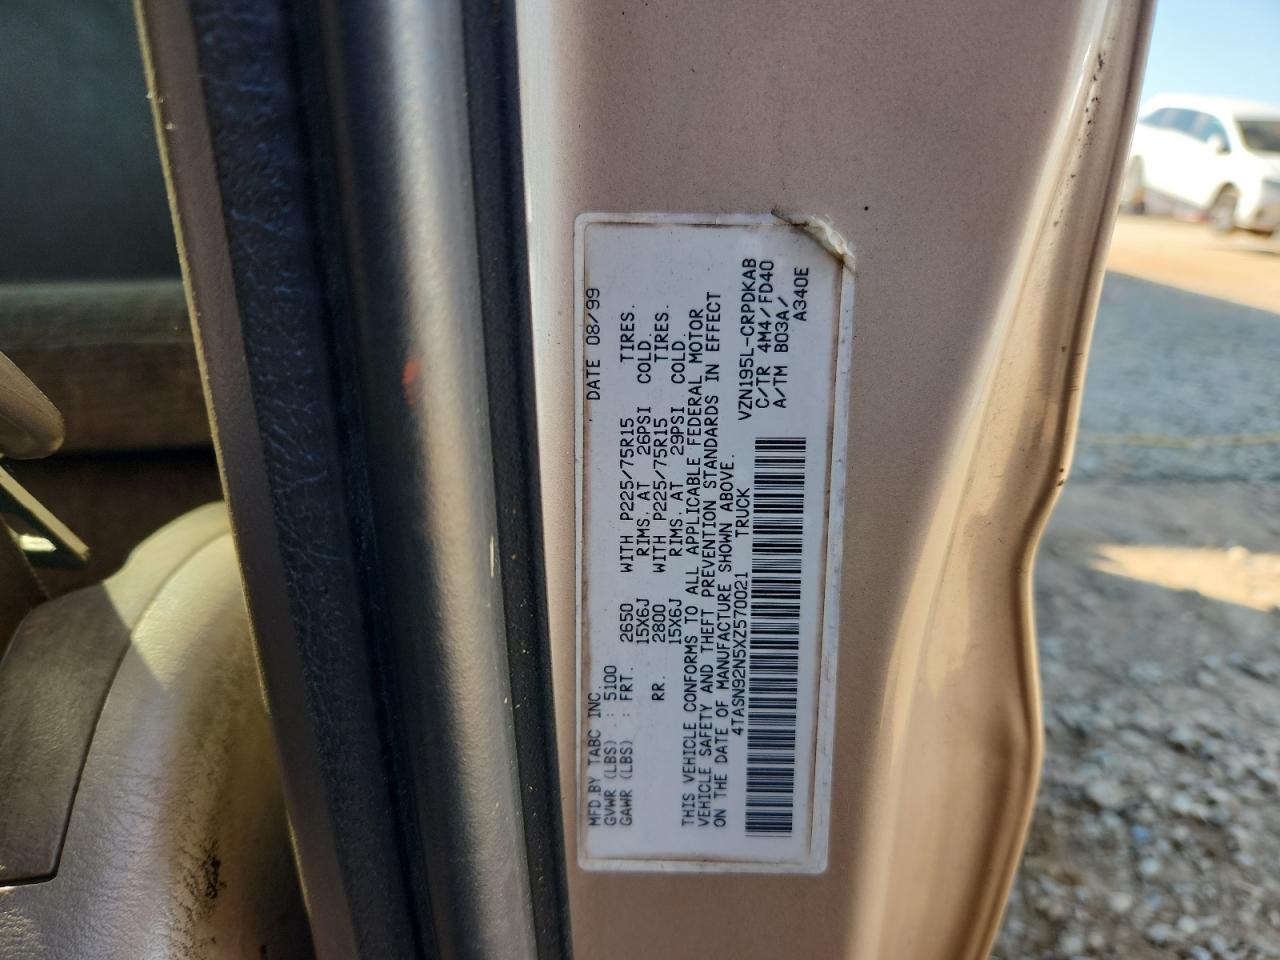 MFD.BY TABC INC. DATE 08/99
GVWR (LBS) : 5100
GAWR (LBS) : FRT. 2650 WITH P225/75R15 TIRES.
15X6J RIMS. AT 26PSI COLD.
RR. 2800 WITH P225/75R15 TIRES.
15X6J RIMS. AT 29PSI COLD.
THIS VEHICLE CONFORMS TO ALL APPLICABLE FEDERAL MOTOR
VEHICLE SAFETY AND THEFT PREVENTION STANDARDS IN EFFECT
ON THE DATE OF MANUFACTURE SHOWN ABOVE.
4TASN92N5XZ570021 TRUCK VZN195L-CRPDKAB
C/TR 4M4/FD40
A/TM B03A/
A340E